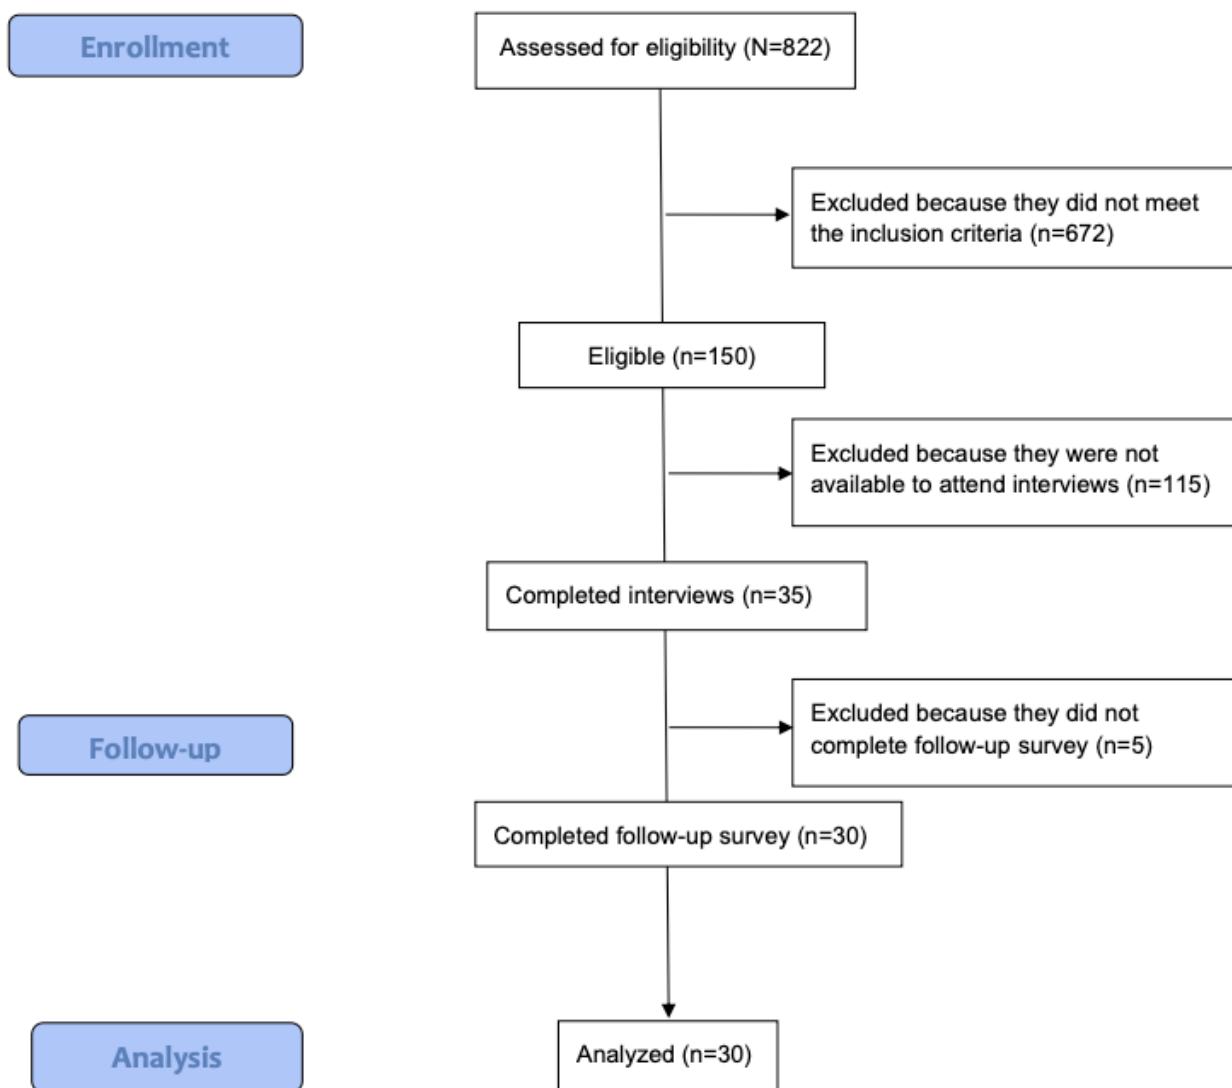 Enrollment
Assessed for eligibility (N=822)
Excluded because they did not meet
the inclusion criteria (n=672)
Eligible (n=150)
Excluded because they were not
available to attend interviews (n=115)
Completed interviews (n=35)
Excluded because they did not
complete follow-up survey (n=5)
Follow-up
Completed follow-up survey (n=30)
Analysis
Analyzed (n=30)